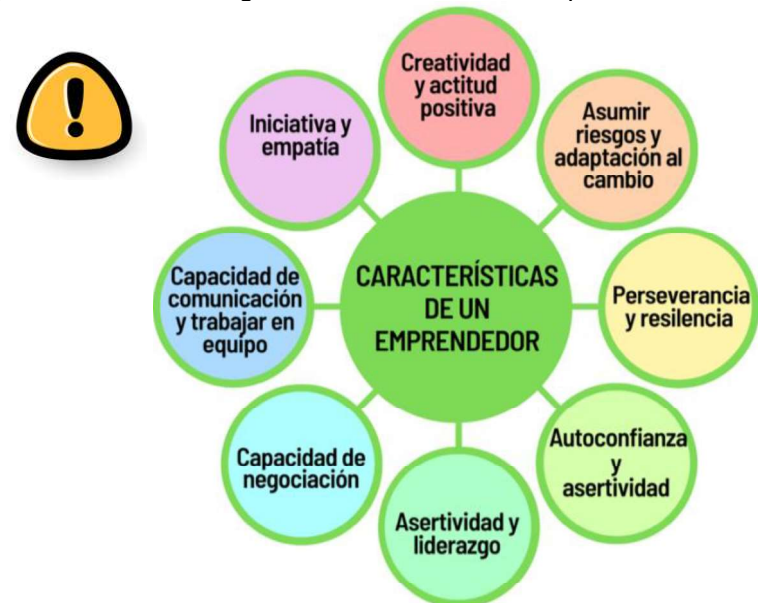 CARACTERÍSTICAS
DE UN
EMPRENDEDOR
Creatividad
y actitud
positiva
Asumir
riesgos y
adaptación al
cambio
Perseverancia
y resilencia
Autoconfianza
y
asertividad
Asertividad y
liderazgo
Capacidad de
negociación
Capacidad de
comunicación
y trabajar en
equipo
Iniciativa y
empatía